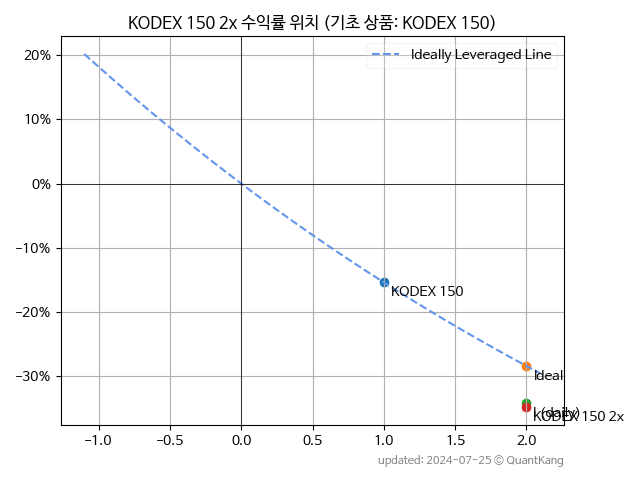 KODEX 150 2x 수익률 위치 (기초 상품: KODEX 150)
Ideally Leveraged Line
20%
10%
0%
−10%
−20%
−30%
KODEX 150
Ideal
(daily)
KODEX 150 2x
−1.0 −0.5 0.0 0.5 1.0 1.5 2.0
updated: 2024-07-25 © QuantKang